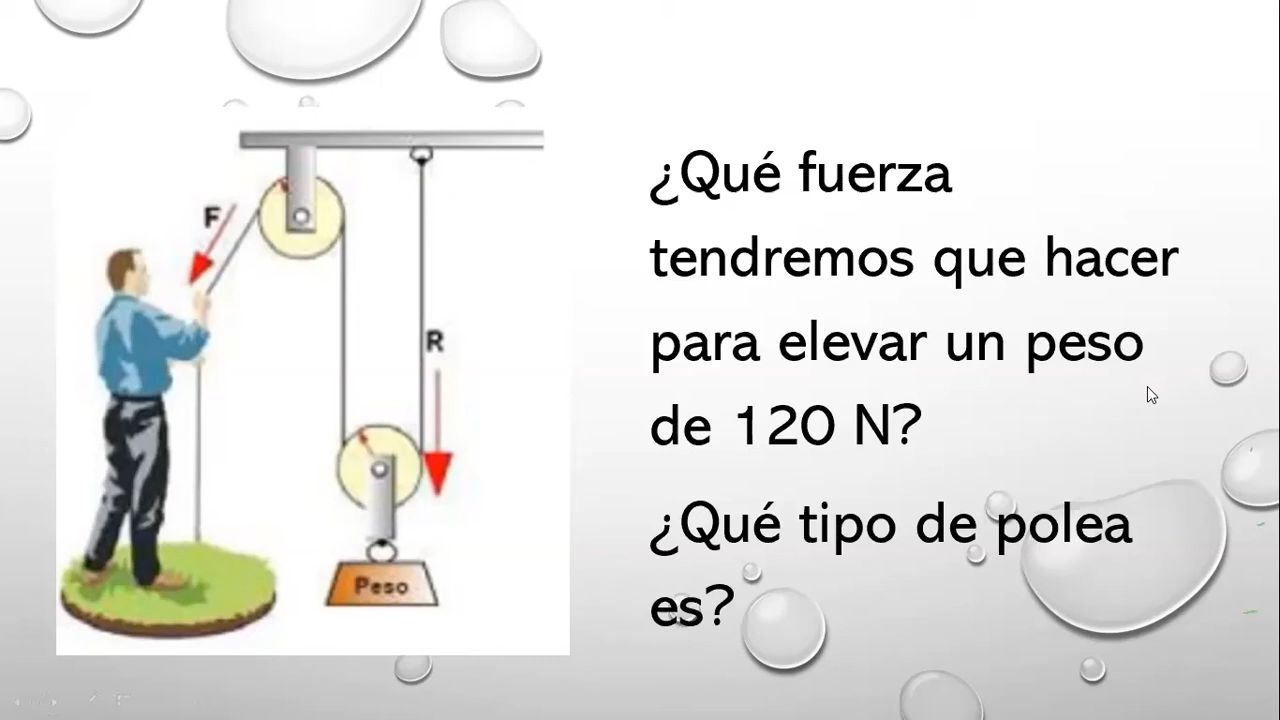 F
R
Peso
¿Qué fuerza
tendremos que hacer
para elevar un peso
de 120 N?
¿Qué tipo de polea
es?